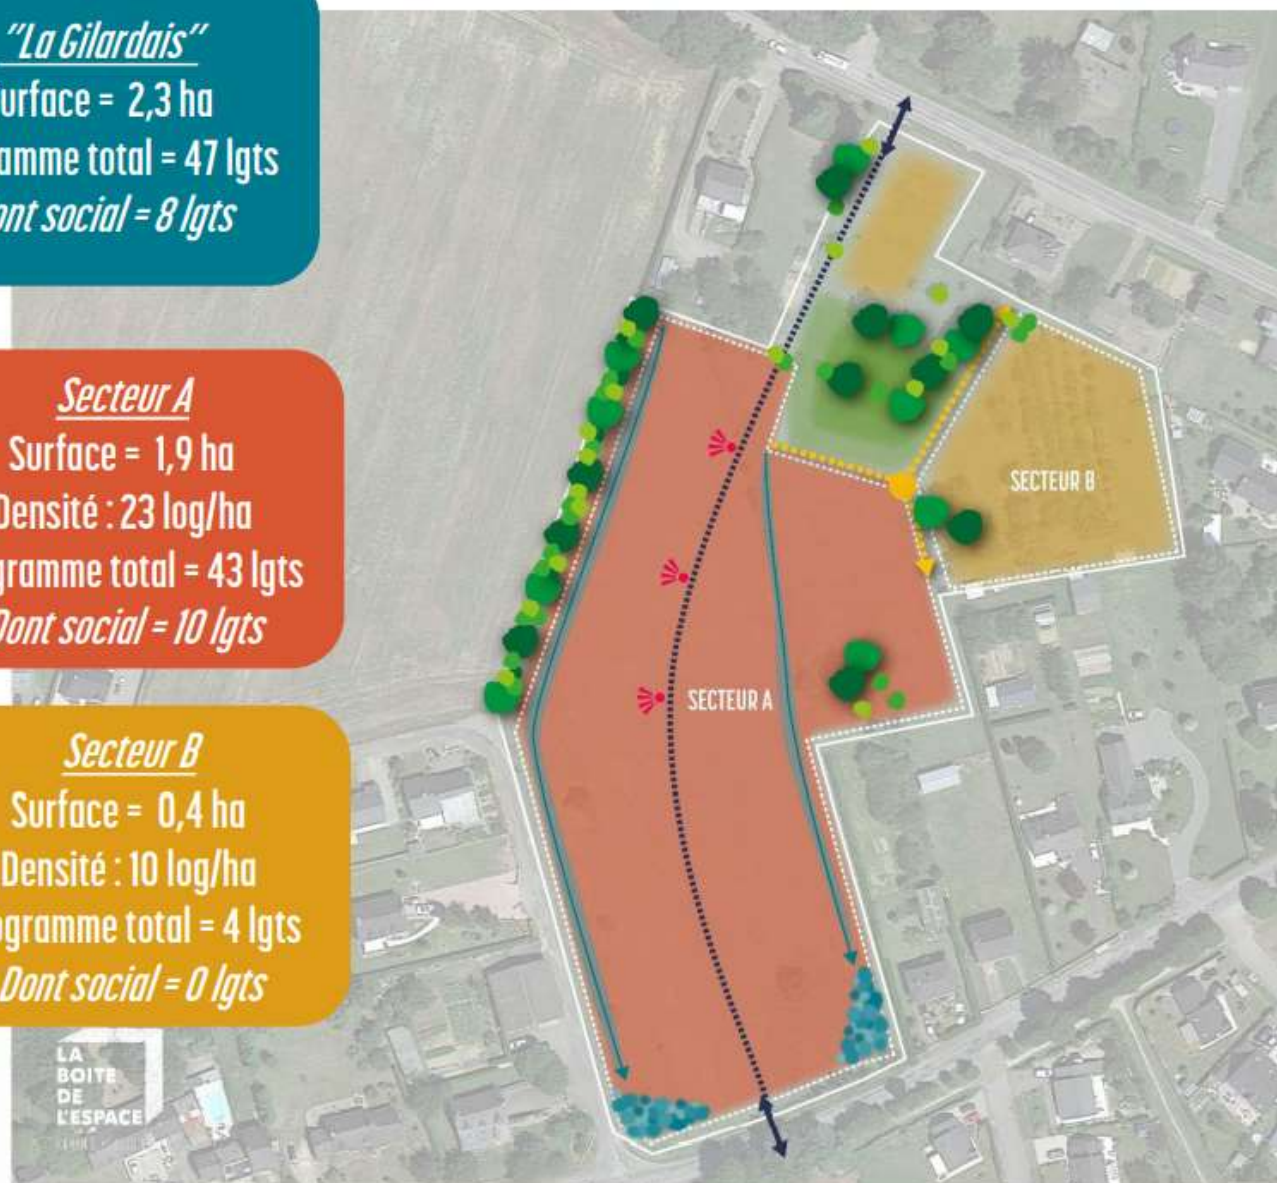 "La Gilardais"
urface = 2,3 ha
amme total = 47 lgts
ont social = 8 lgts
Secteur A
Surface = 1,9 ha
Densité : 23 log/ha
gramme total = 43 lgts
Dont social = 10 lgts
Secteur B
Surface = 0,4 ha
Densité : 10 log/ha
ogramme total = 4 lgts
Dont social = 0 lgts
SECTEUR B
SECTEUR A
LA
BOITE
DE
L'ESPACE